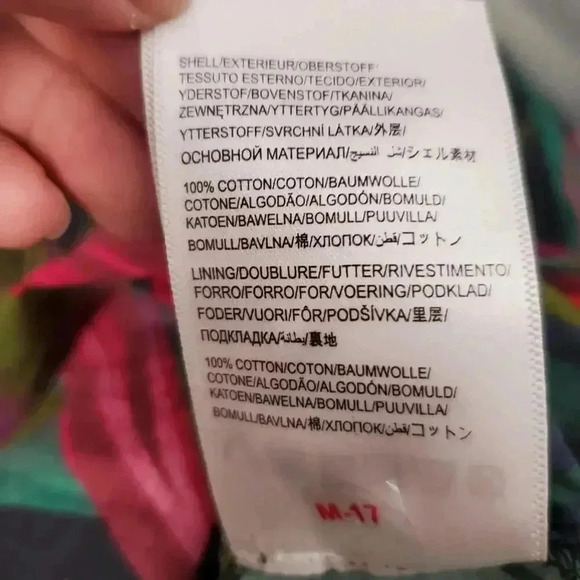 SHELL/EXTERIEUR/OBERSTOFF
TESSUTO ESTERNO/TECIDO/EXTERIOR/
YDERSTOF/BOVENSTOF/TKANINA/
ZEWNĘTRZNA/YTTERTYG/PÄÄLLIKANGAS/
YTTERSTOFF/SVRCHNÍ LÁTKA/外层/
ОСНОВНОЙ МАТЕРИАЛ/شل النسيج/シェル素材
100% COTTON/COTON/BAUMWOLLE/
COTONE/ALGODÃO/ALGODÓN/BOMULD/
KATOEN/BAWELNA/BOMULL/PUUVILLA/
BOMULL/BAVLNA/棉/ХЛОПОК/قطن/コットン
LINING/DOUBLURE/FUTTER/RIVESTIMENTO/
FORRO/FORRO/FOR/VOERING/PODKLAD/
FODER/VUORI/FÔR/PODŠÍVKA/里层/
ПОДКЛАДКА/بطانة/裏地
100% COTTON/COTON/BAUMWOLLE/
COTONE/ALGODÃO/ALGODÓN/BOMULD/
KATOEN/BAWELNA/BOMULL/PUUVILLA/
BOMULL/BAVLNA/棉/ХЛОПОК/قطن/コットン
M-17